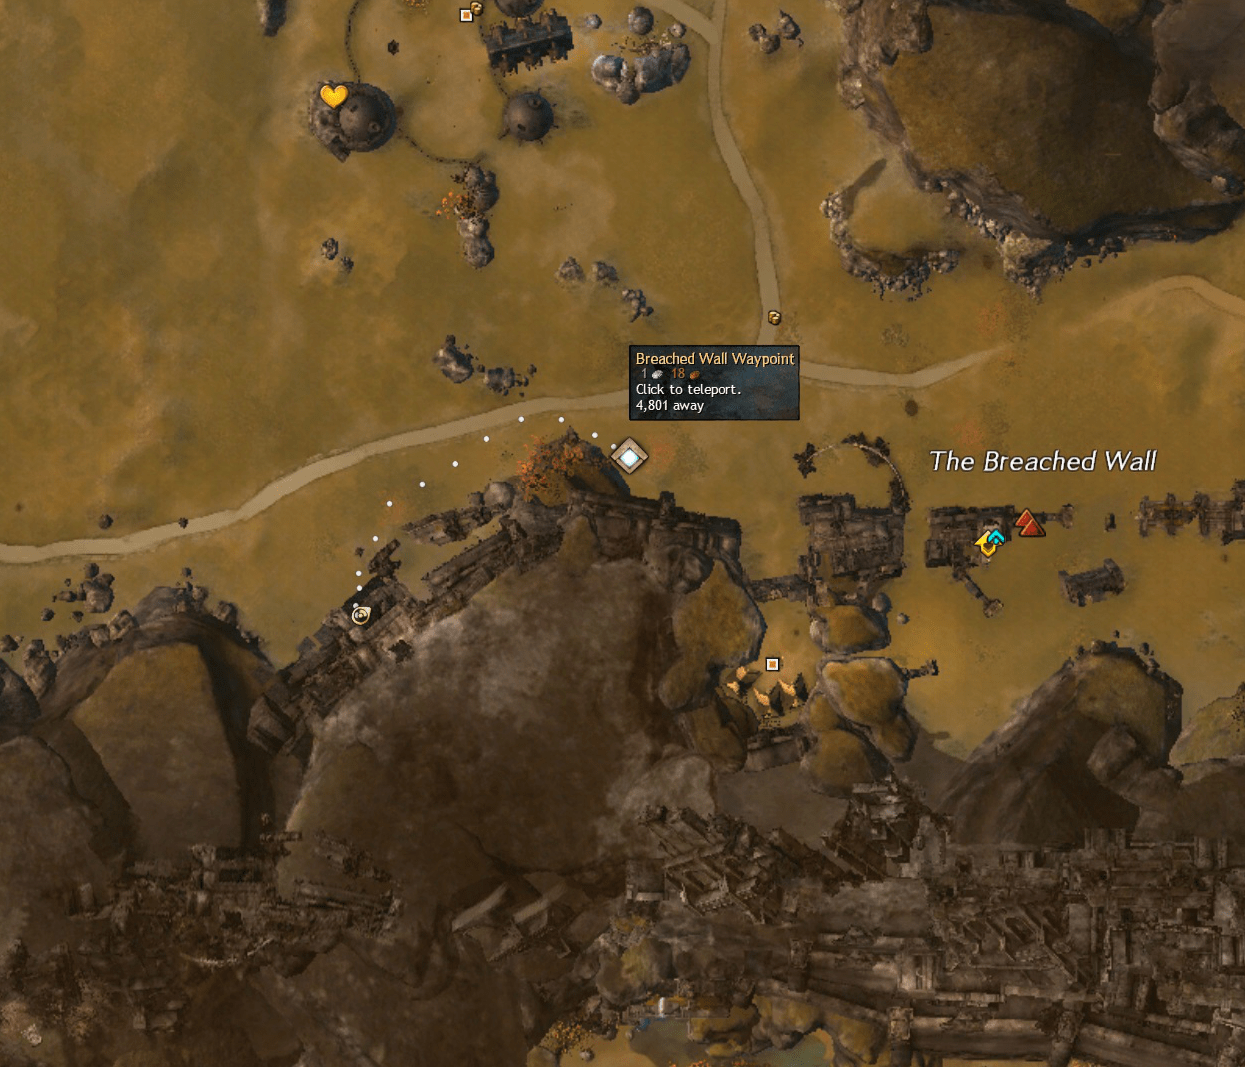 Breached Wall Waypoint
1 18
Click to teleport.
4,801 away
The Breached Wall